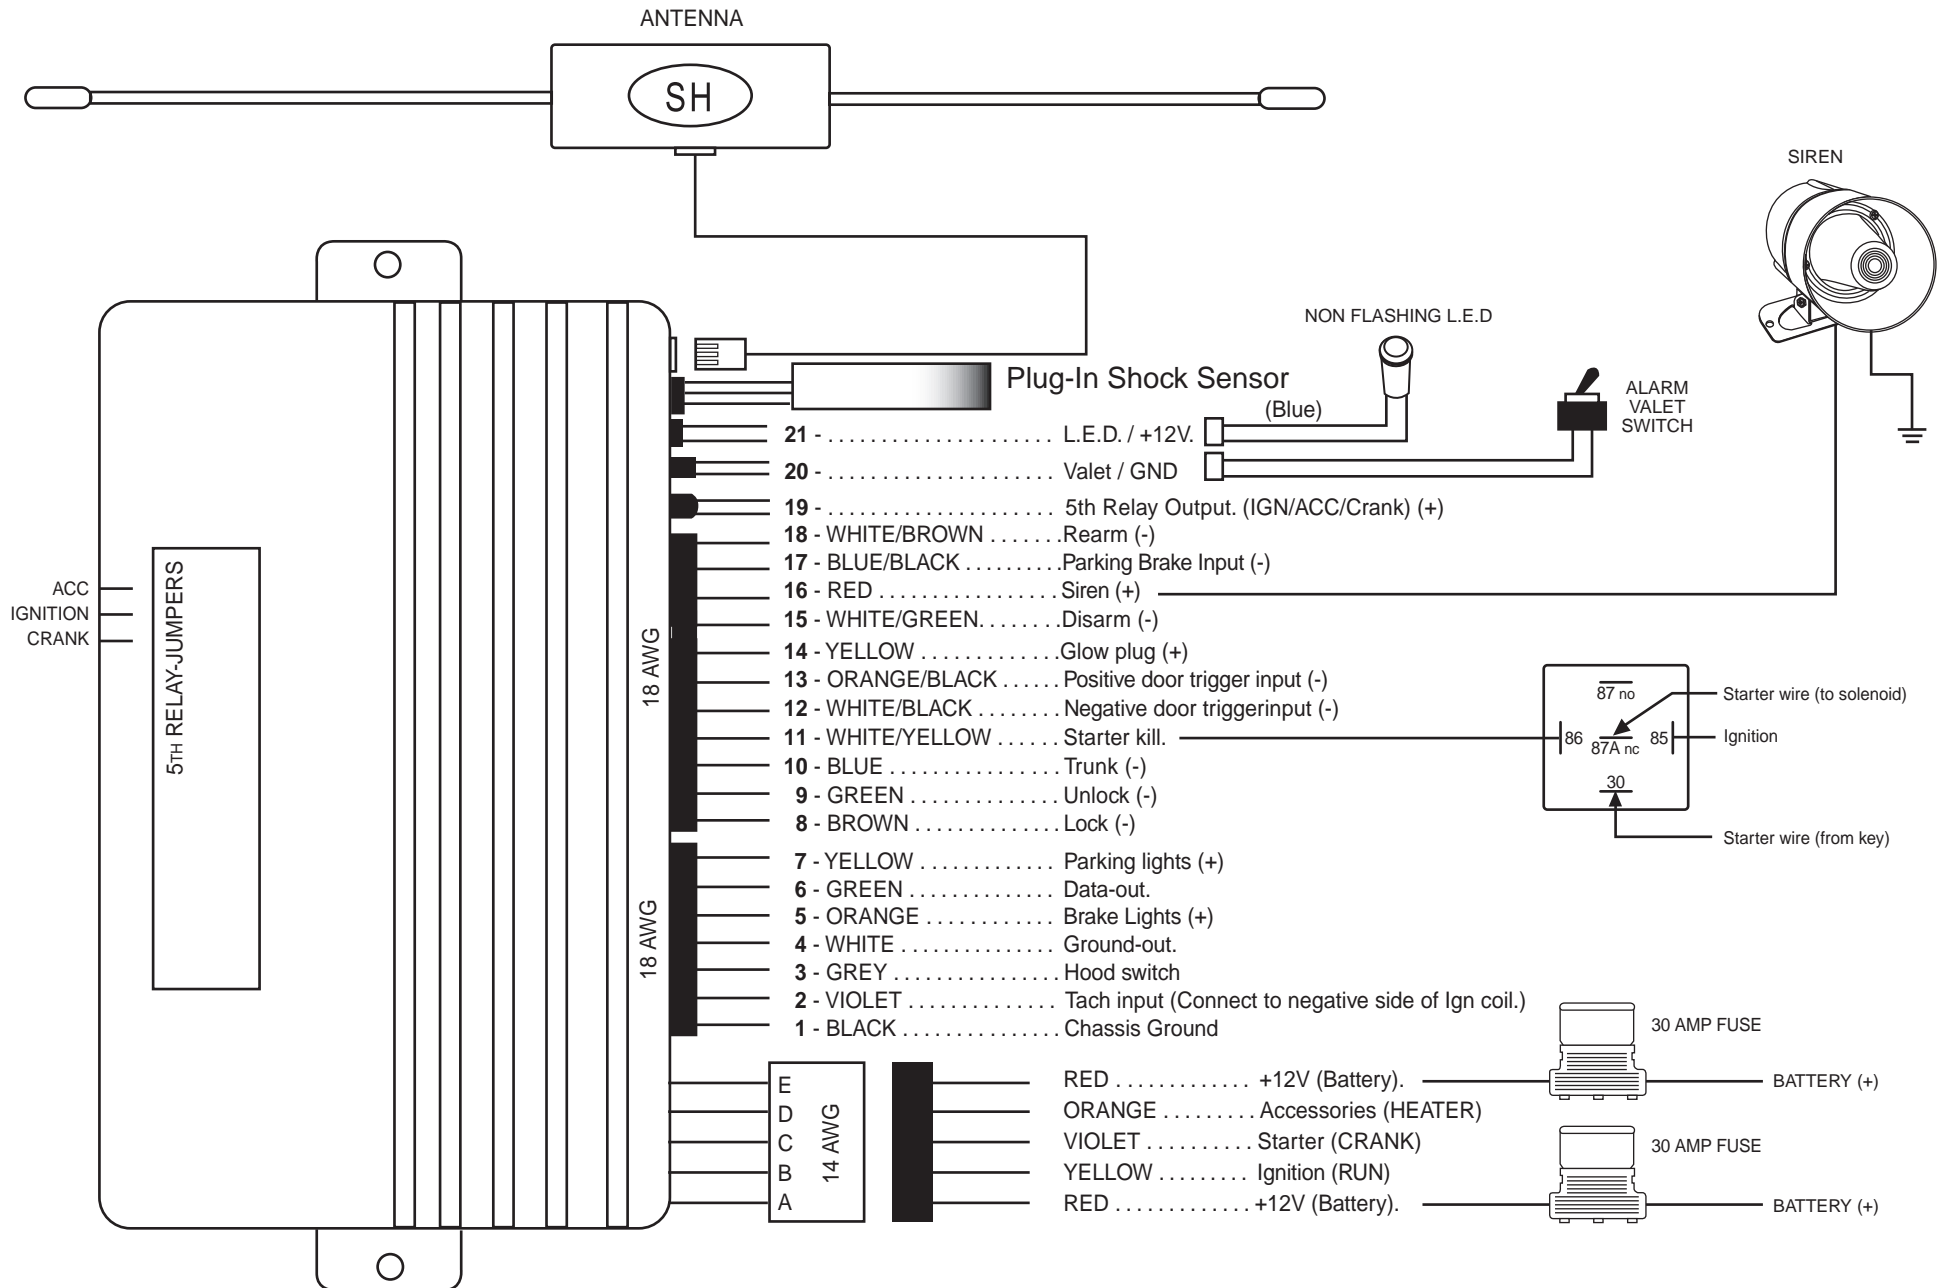 ANTENNA
SH
SIREN
NON FLASHING L.E.D
Plug-In Shock Sensor
(Blue)
ALARM
VALET
SWITCH
21 - . . . . . . . . . . . . . . . . . . . . . L.E.D. / +12V.
20 - . . . . . . . . . . . . . . . . . . . . . Valet / GND
19 - . . . . . . . . . . . . . . . . . . . . . 5th Relay Output. (IGN/ACC/Crank) (+)
18 - WHITE/BROWN . . . . . . . Rearm (-)
17 - BLUE/BLACK . . . . . . . . . . Parking Brake Input (-)
16 - RED . . . . . . . . . . . . . . . . . Siren (+)
15 - WHITE/GREEN. . . . . . . . Disarm (-)
14 - YELLOW . . . . . . . . . . . . . Glow plug (+)
13 - ORANGE/BLACK . . . . . . Positive door trigger input (-)
12 - WHITE/BLACK . . . . . . . . Negative door triggerinput (-)
11 - WHITE/YELLOW . . . . . . Starter kill.
10 - BLUE . . . . . . . . . . . . . . . . Trunk (-)
9 - GREEN . . . . . . . . . . . . . . Unlock (-)
8 - BROWN . . . . . . . . . . . . . Lock (-)
7 - YELLOW . . . . . . . . . . . . . Parking lights (+)
6 - GREEN . . . . . . . . . . . . . . Data-out.
5 - ORANGE . . . . . . . . . . . . Brake Lights (+)
4 - WHITE . . . . . . . . . . . . . . . Ground-out.
3 - GREY . . . . . . . . . . . . . . . . Hood switch
2 - VIOLET . . . . . . . . . . . . . . Tach input (Connect to negative side of Ign coil.)
1 - BLACK . . . . . . . . . . . . . . . Chassis Ground
ACC
IGNITION
CRANK
5TH RELAY-JUMPERS
18 AWG
18 AWG
87 no
86
87A nc
85
30
Starter wire (to solenoid)
Ignition
Starter wire (from key)
E
D
C
B
A
14 AWG
RED . . . . . . . . . . . . . +12V (Battery).
ORANGE . . . . . . . . . Accessories (HEATER)
VIOLET . . . . . . . . . . Starter (CRANK)
YELLOW . . . . . . . . . Ignition (RUN)
RED . . . . . . . . . . . . . +12V (Battery).
30 AMP FUSE
BATTERY (+)
30 AMP FUSE
BATTERY (+)